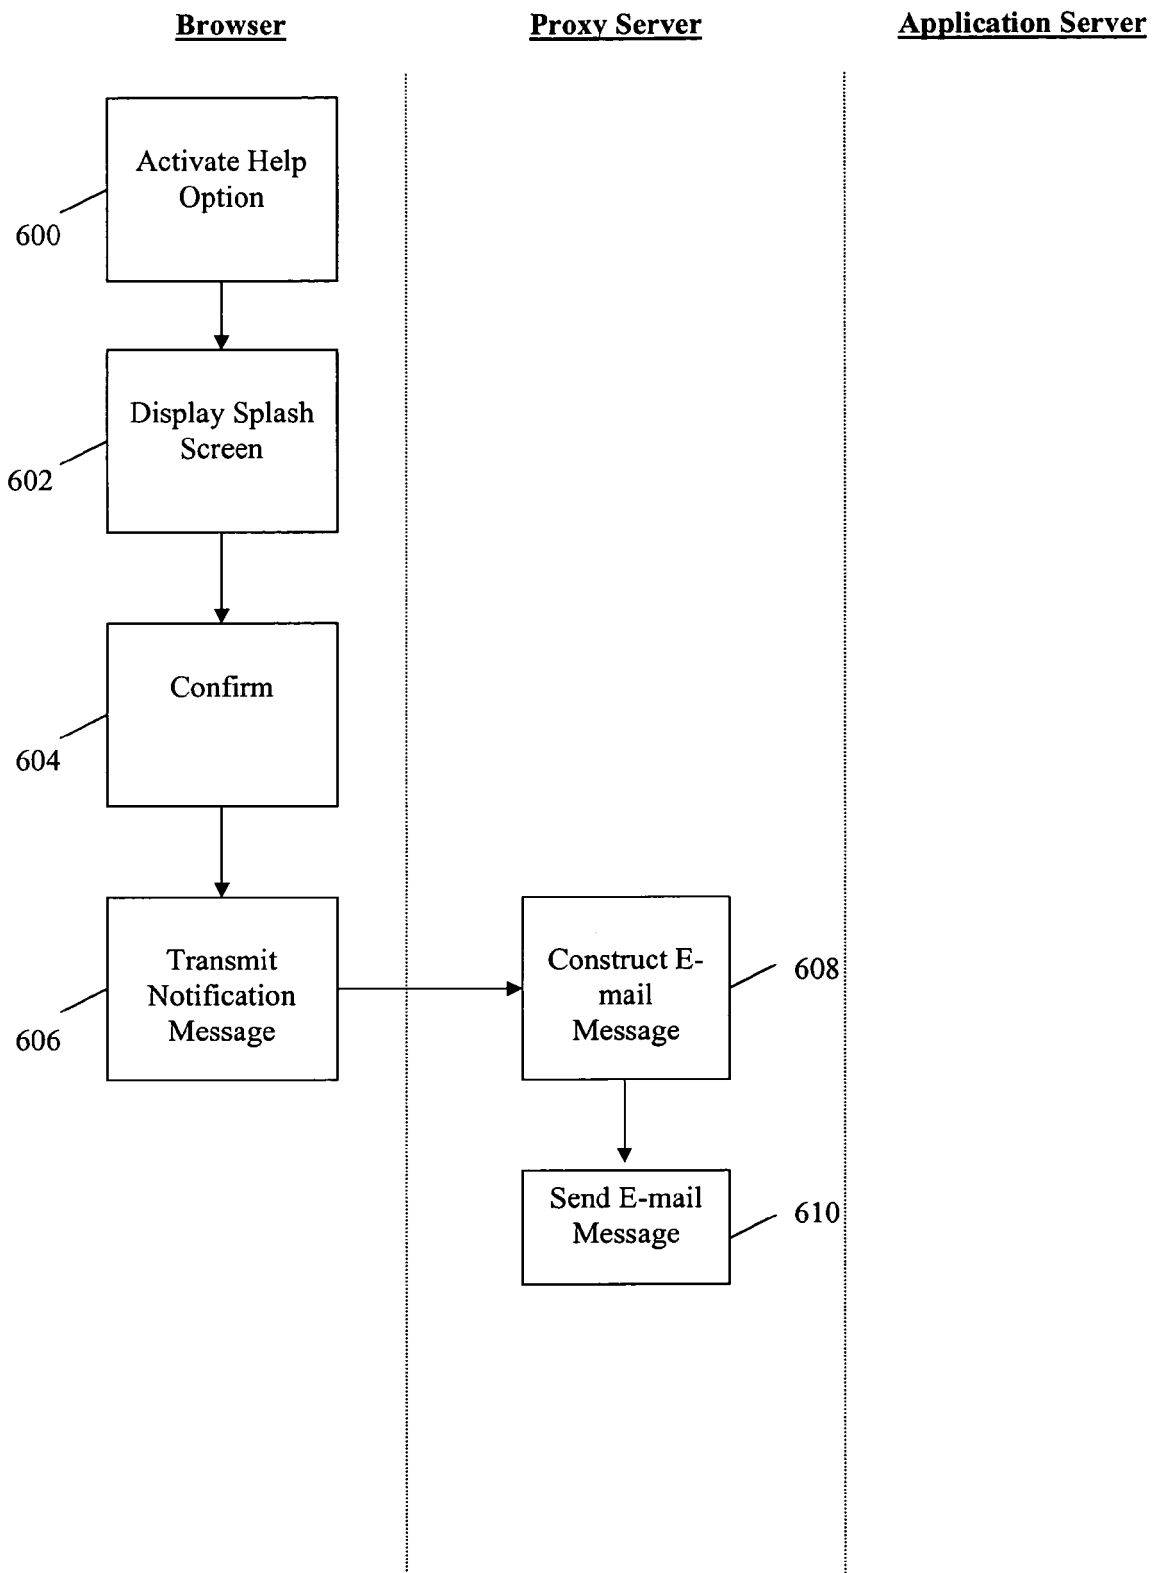 Browser
Proxy Server
Application Server
Activate Help
Option
600
Display Splash
Screen
602
Confirm
604
Transmit
Notification
Message
606
Construct E-
mail
Message
608
Send E-mail
Message
610